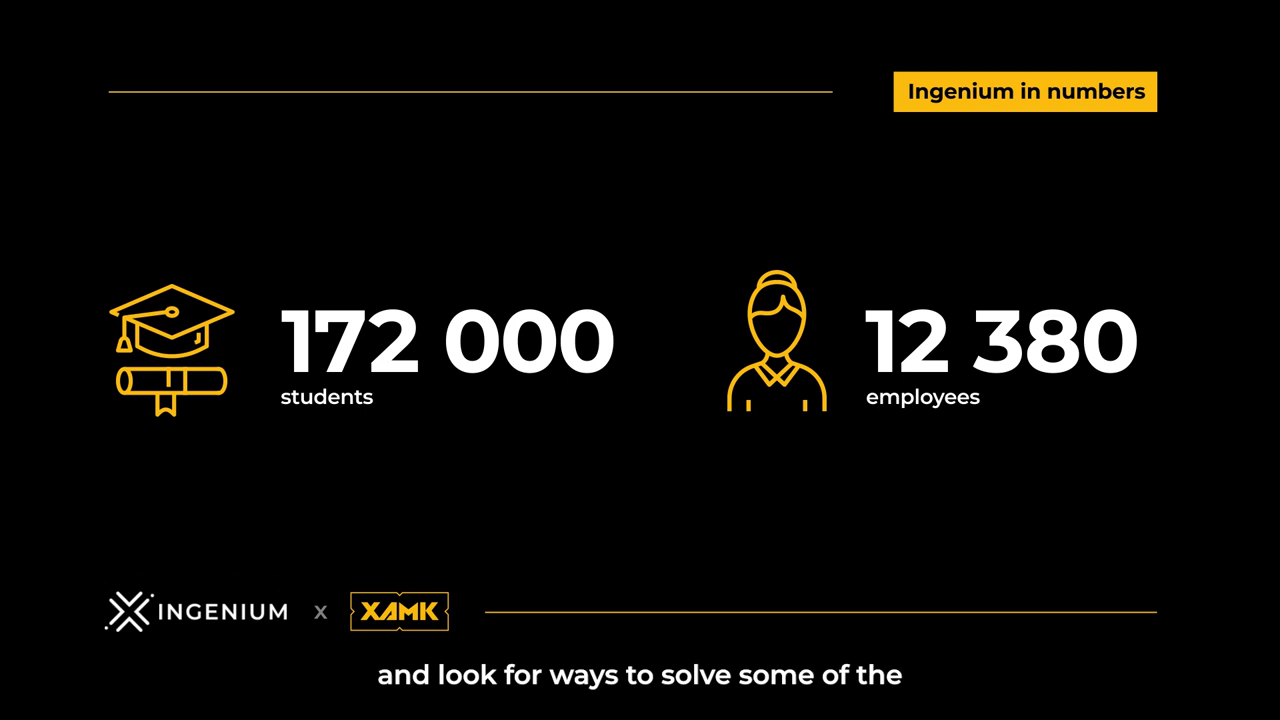 Ingenium in numbers
172 000
students
12 380
employees
INGENIUM x XAMK
and look for ways to solve some of the